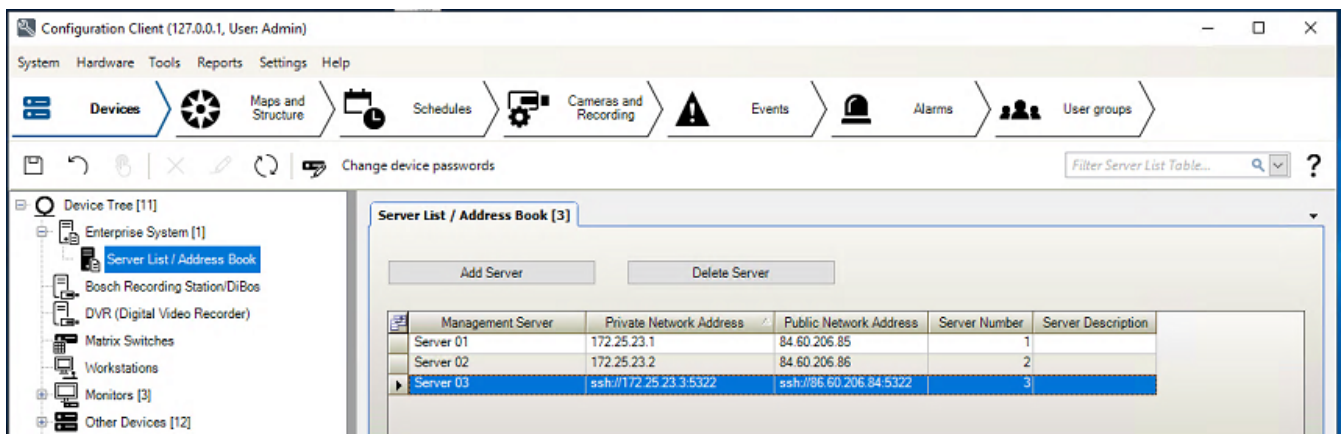 Configuration Client (127.0.0.1, User: Admin)
System Hardware Tools Reports Settings Help
Devices Maps and Structure Schedules Cameras and Recording Events Alarms User groups
Change device passwords Filter Server List Table... ?
Device Tree [11]
Enterprise System [1]
Server List / Address Book
Bosch Recording Station/DiBos
DVR (Digital Video Recorder)
Matrix Switches
Workstations
Monitors [3]
Other Devices [12]
Server List / Address Book [3]
Add Server Delete Server
Management Server Private Network Address Public Network Address Server Number Server Description
Server 01 172.25.23.1 84.60.206.85 1
Server 02 172.25.23.2 84.60.206.86 2
Server 03 ssh://172.25.23.3:5322 ssh://86.60.206.84:5322 3